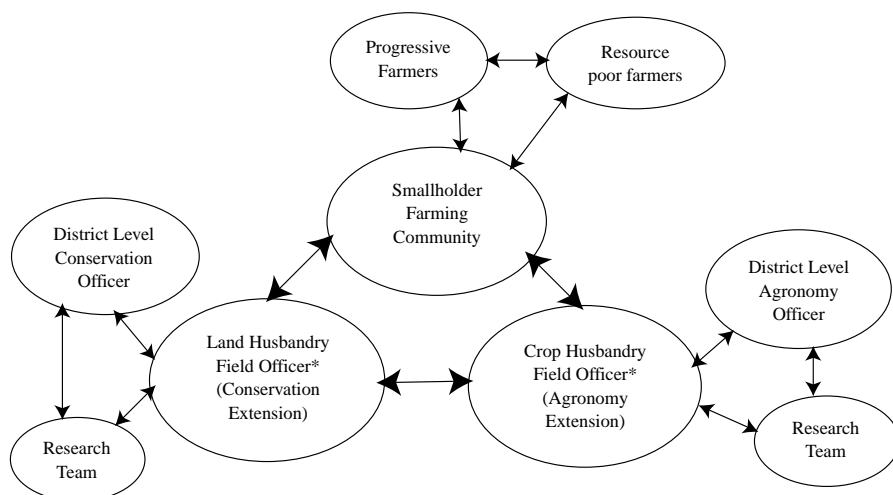 Progressive
Farmers
Resource
poor farmers
Smallholder
Farming
Community
District Level
Conservation
Officer
District Level
Agronomy
Officer
Land Husbandry
Field Officer*
(Conservation
Extension)
Crop Husbandry
Field Officer*
(Agronomy
Extension)
Research
Team
Research
Team